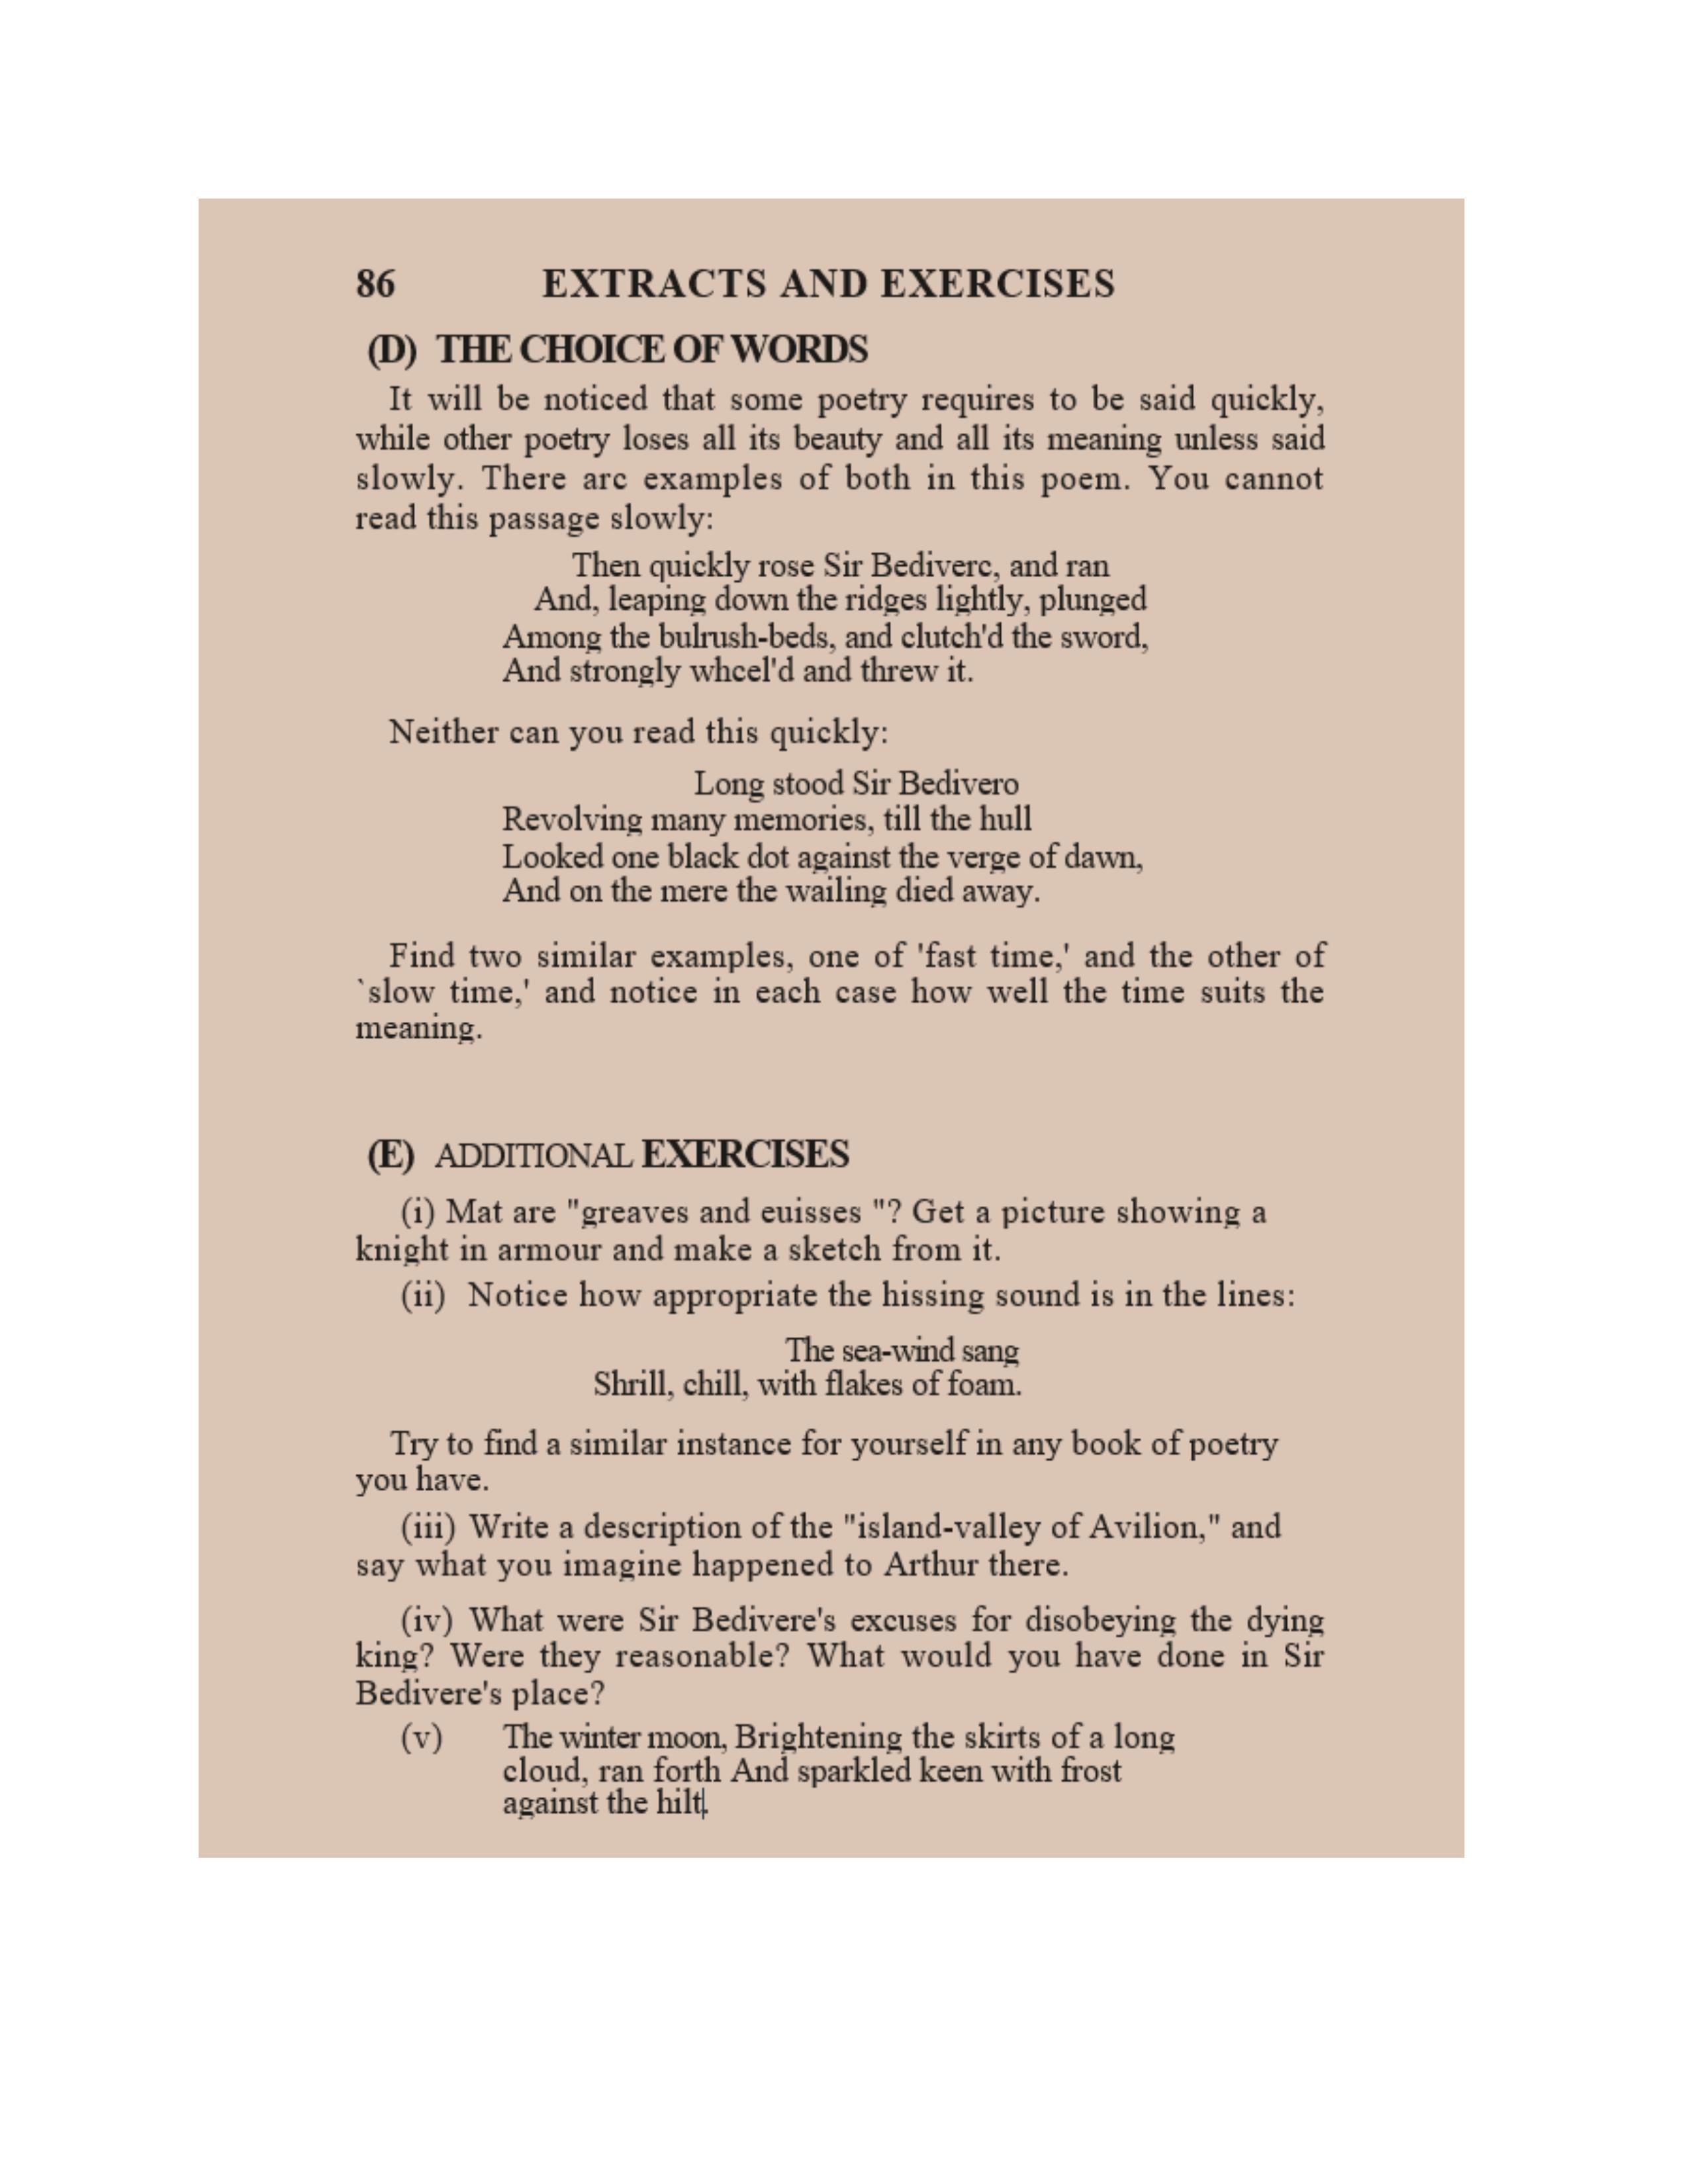 86 EXTRACTS AND EXERCISES
(D) THE CHOICE OF WORDS
It will be noticed that some poetry requires to be said quickly,
while other poetry loses all its beauty and all its meaning unless said
slowly. There arc examples of both in this poem. You cannot
read this passage slowly:
Then quickly rose Sir Bediverc, and ran
And, leaping down the ridges lightly, plunged
Among the bulrush-beds, and clutch'd the sword,
And strongly whcel'd and threw it.
Neither can you read this quickly:
Long stood Sir Bedivero
Revolving many memories, till the hull
Looked one black dot against the verge of dawn,
And on the mere the wailing died away.
Find two similar examples, one of 'fast time,' and the other of
`slow time,' and notice in each case how well the time suits the
meaning.
(E) ADDITIONAL EXERCISES
(i) Mat are "greaves and euisses "? Get a picture showing a
knight in armour and make a sketch from it.
(ii) Notice how appropriate the hissing sound is in the lines:
The sea-wind sang
Shrill, chill, with flakes of foam.
Try to find a similar instance for yourself in any book of poetry
you have.
(iii) Write a description of the "island-valley of Avilion," and
say what you imagine happened to Arthur there.
(iv) What were Sir Bedivere's excuses for disobeying the dying
king? Were they reasonable? What would you have done in Sir
Bedivere's place?
(v) The winter moon, Brightening the skirts of a long
cloud, ran forth And sparkled keen with frost
against the hilt.